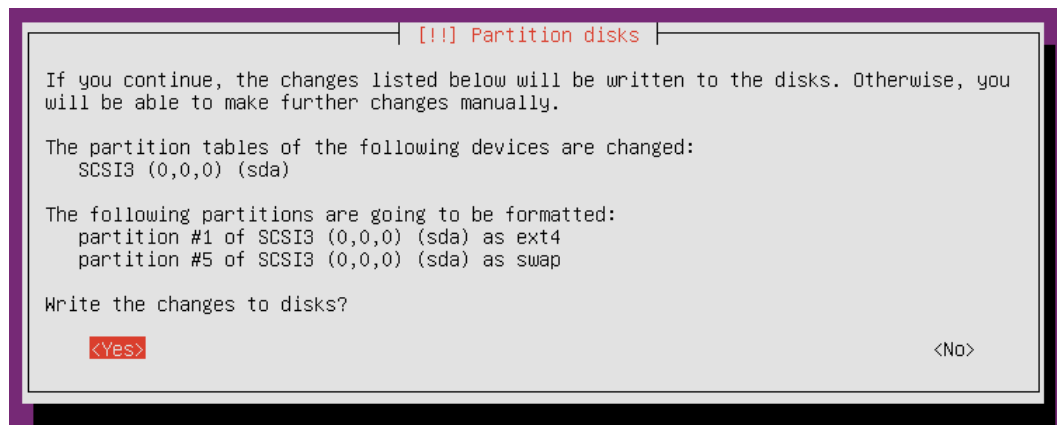 [!!] Partition disks
If you continue, the changes listed below will be written to the disks. Otherwise, you
will be able to make further changes manually.
The partition tables of the following devices are changed:
SCSI3 (0,0,0) (sda)
The following partitions are going to be formatted:
partition #1 of SCSI3 (0,0,0) (sda) as ext4
partition #5 of SCSI3 (0,0,0) (sda) as swap
Write the changes to disks?
<Yes> <No>